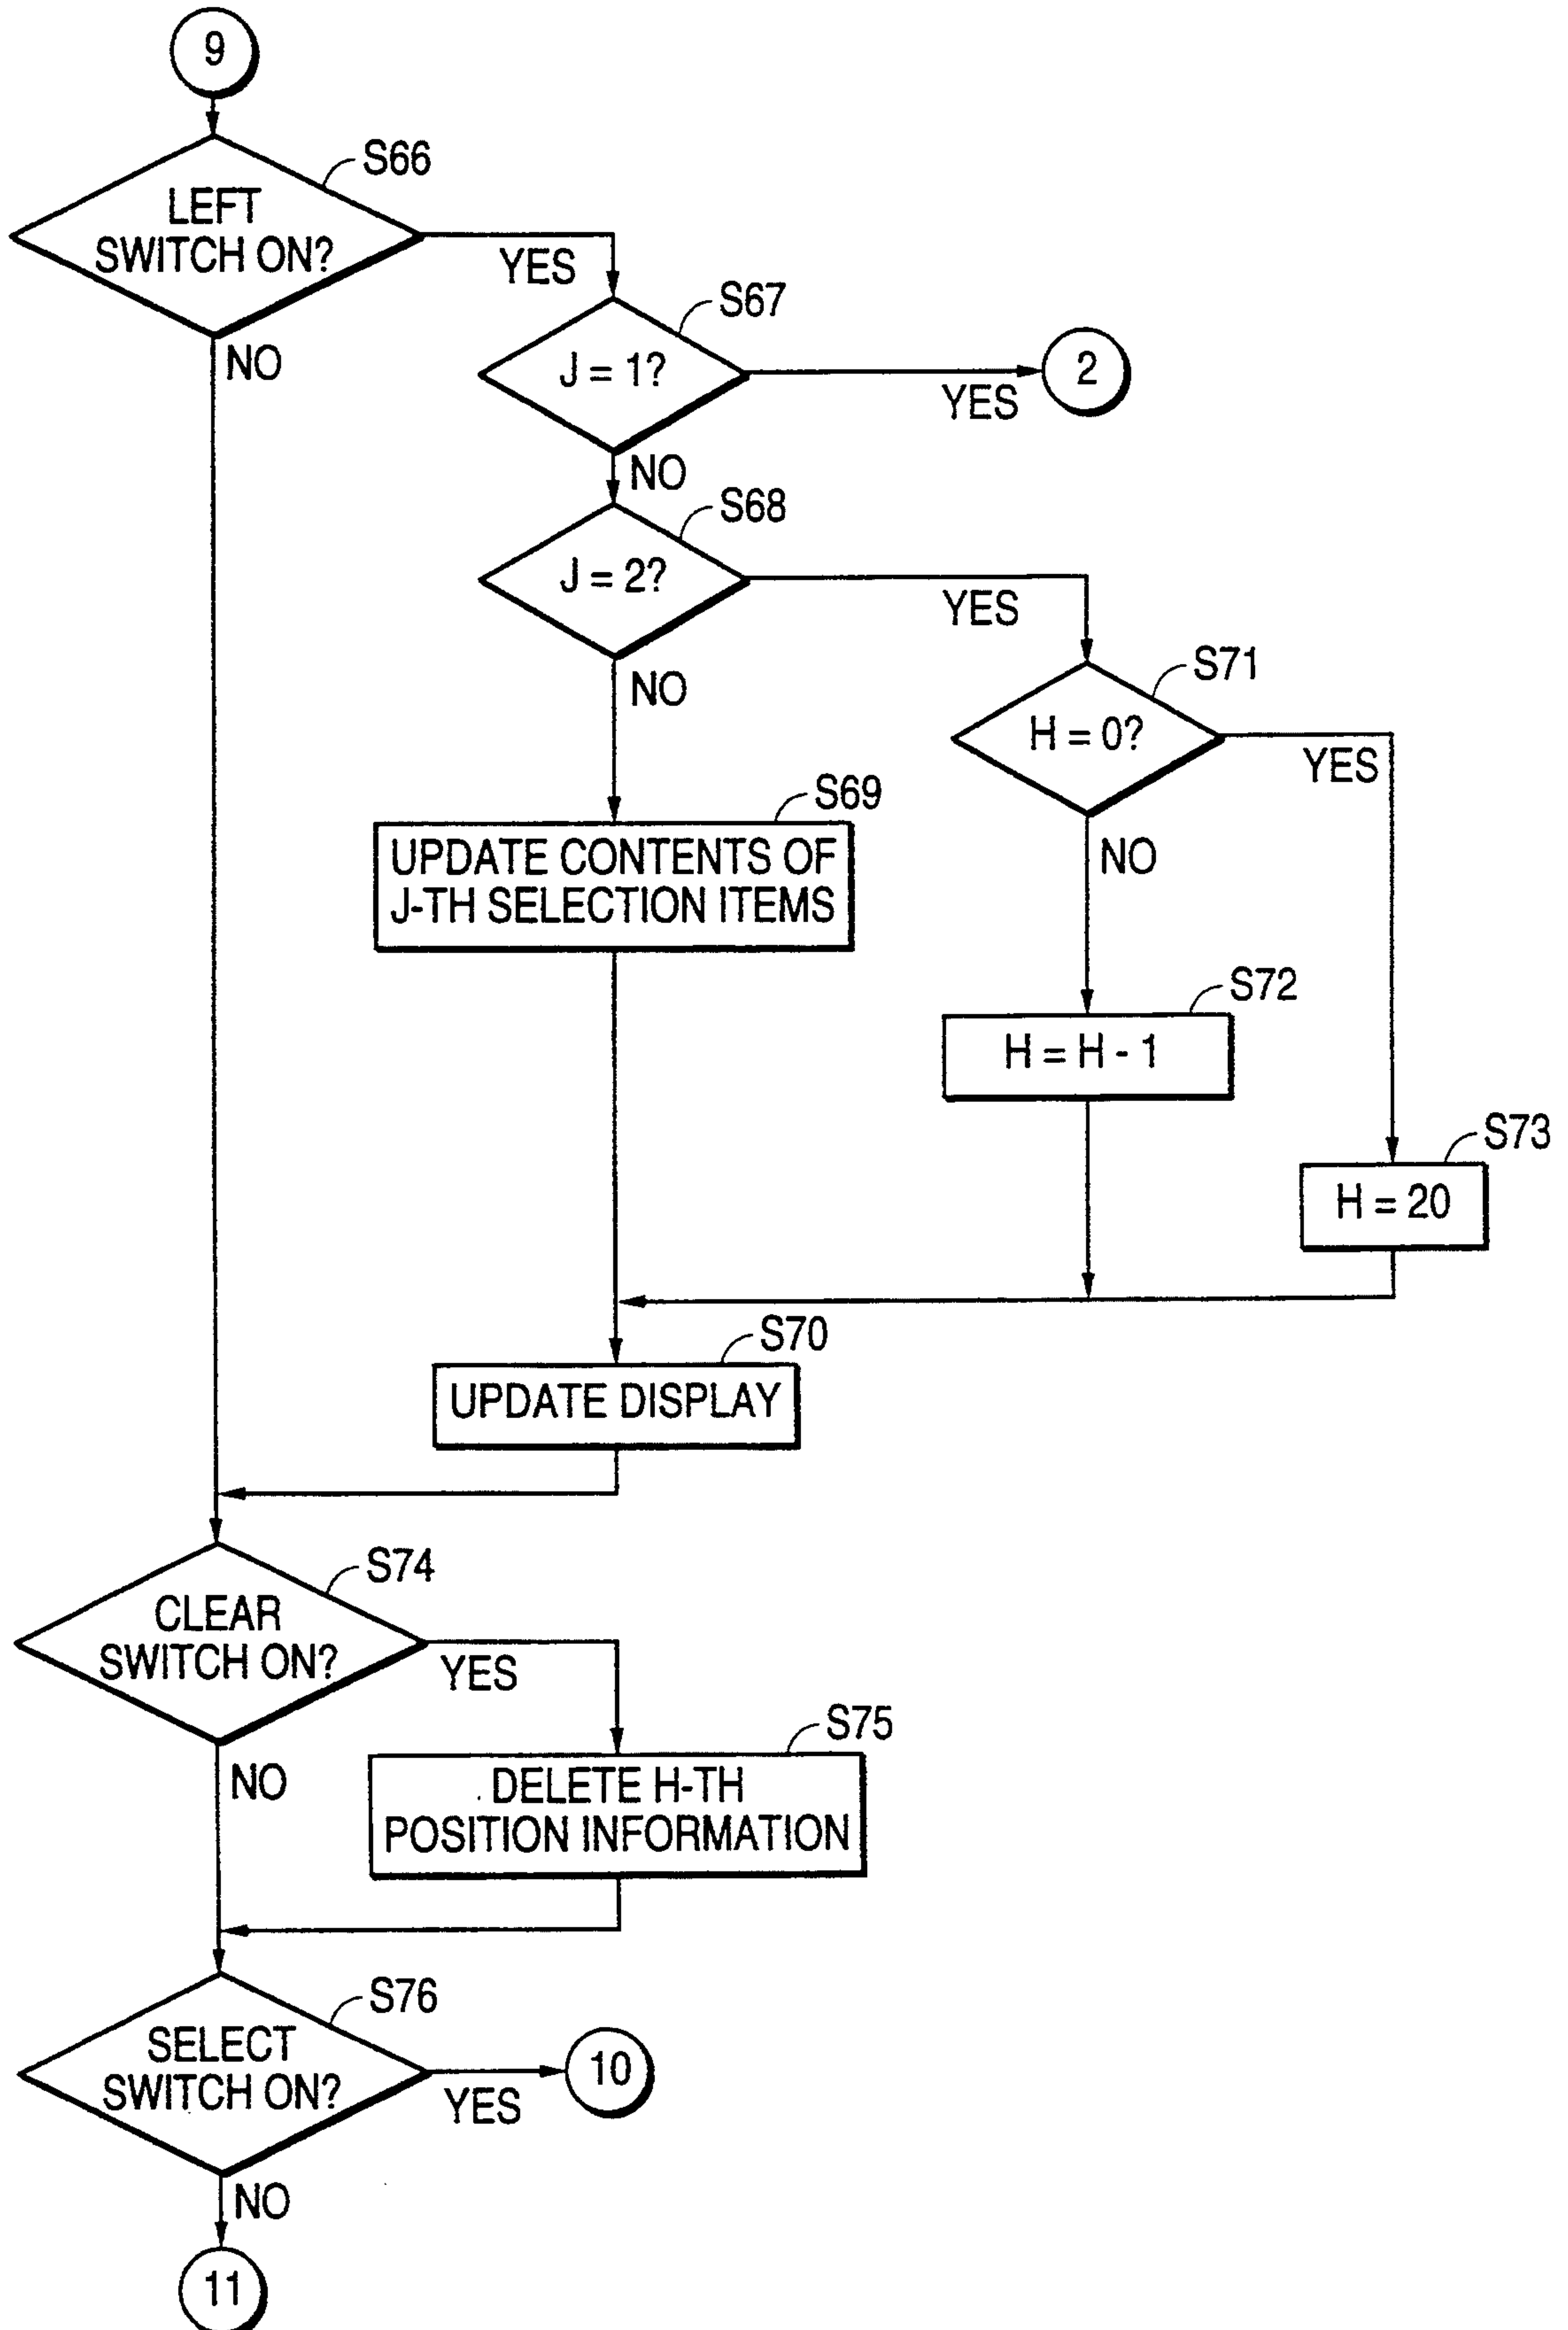 9
S66
LEFT
SWITCH ON?
YES
NO
S67
J = 1?
YES
2
NO
S68
J = 2?
YES
NO
S71
H = 0?
YES
NO
S69
UPDATE CONTENTS OF
J-TH SELECTION ITEMS
S72
H = H - 1
S73
H = 20
S70
UPDATE DISPLAY
S74
CLEAR
SWITCH ON?
YES
NO
S75
DELETE H-TH
POSITION INFORMATION
S76
SELECT
SWITCH ON?
YES
10
NO
11